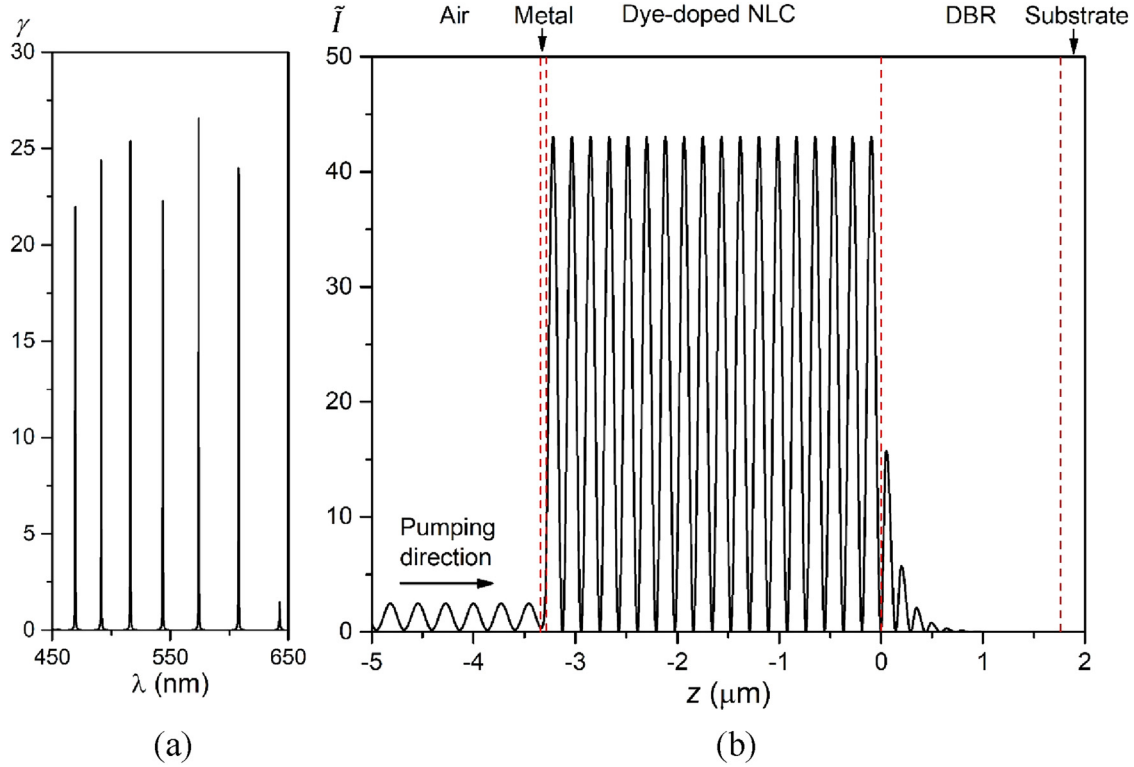 γ
30
25
20
15
10
5
0
450
550
650
λ (nm)
(a)
Air
Metal
Dye-doped NLC
DBR
Substrate
Ĩ
50
40
30
20
10
0
Pumping
direction
-5
-4
-3
-2
-1
0
1
2
z (μm)
(b)